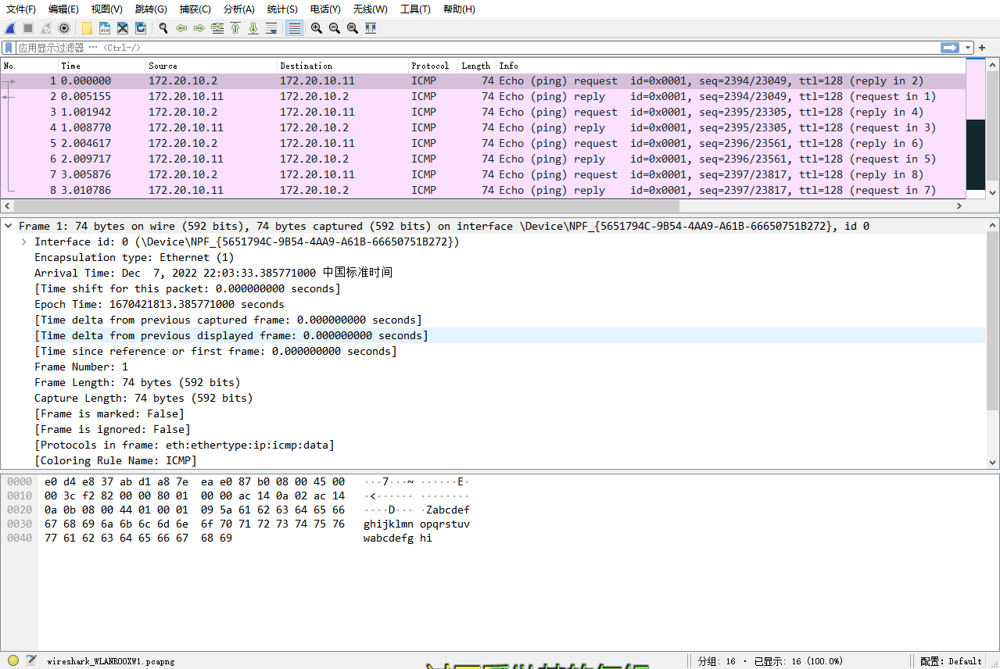 文件(F) 编辑(E) 视图(V) 跳转(G) 捕获(C) 分析(A) 统计(S) 电话(Y) 无线(W) 工具(T) 帮助(H)
应用显示过滤器 … <Ctrl-/>
No. Time Source Destination Protocol Length Info
1 0.000000 172.20.10.2 172.20.10.11 ICMP 74 Echo (ping) request id=0x0001, seq=2394/23049, ttl=128 (reply in 2)
2 0.005155 172.20.10.11 172.20.10.2 ICMP 74 Echo (ping) reply id=0x0001, seq=2394/23049, ttl=128 (request in 1)
3 1.001942 172.20.10.2 172.20.10.11 ICMP 74 Echo (ping) request id=0x0001, seq=2395/23305, ttl=128 (reply in 4)
4 1.008770 172.20.10.11 172.20.10.2 ICMP 74 Echo (ping) reply id=0x0001, seq=2395/23305, ttl=128 (request in 3)
5 2.004617 172.20.10.2 172.20.10.11 ICMP 74 Echo (ping) request id=0x0001, seq=2396/23561, ttl=128 (reply in 6)
6 2.009717 172.20.10.11 172.20.10.2 ICMP 74 Echo (ping) reply id=0x0001, seq=2396/23561, ttl=128 (request in 5)
7 3.005876 172.20.10.2 172.20.10.11 ICMP 74 Echo (ping) request id=0x0001, seq=2397/23817, ttl=128 (reply in 8)
8 3.010786 172.20.10.11 172.20.10.2 ICMP 74 Echo (ping) reply id=0x0001, seq=2397/23817, ttl=128 (request in 7)
Frame 1: 74 bytes on wire (592 bits), 74 bytes captured (592 bits) on interface \Device\NPF_{5651794C-9B54-4AA9-A61B-66650751B272}, id 0
Interface id: 0 (\Device\NPF_{5651794C-9B54-4AA9-A61B-66650751B272})
Encapsulation type: Ethernet (1)
Arrival Time: Dec  7, 2022 22:03:33.385771000 中国标准时间
[Time shift for this packet: 0.000000000 seconds]
Epoch Time: 1670421813.385771000 seconds
[Time delta from previous captured frame: 0.000000000 seconds]
[Time delta from previous displayed frame: 0.000000000 seconds]
[Time since reference or first frame: 0.000000000 seconds]
Frame Number: 1
Frame Length: 74 bytes (592 bits)
Capture Length: 74 bytes (592 bits)
[Frame is marked: False]
[Frame is ignored: False]
[Protocols in frame: eth:ethertype:ip:icmp:data]
[Coloring Rule Name: ICMP]
0000 e0 d4 e8 37 ab d1 a8 7e ea e0 87 b0 08 00 45 00 ···7···~ ······E·
0010 00 3c f2 82 00 00 80 01 00 00 ac 14 0a 02 ac 14 ·<······ ········
0020 0a 0b 08 00 44 01 00 01 09 5a 61 62 63 64 65 66 ····D··· ·Zabcdef
0030 67 68 69 6a 6b 6c 6d 6e 6f 70 71 72 73 74 75 76 ghijklmn opqrstuv
0040 77 61 62 63 64 65 66 67 68 69 wabcdefg hi
wireshark_WLANROOXW1.pcapng 分组: 16 · 已显示: 16 (100.0%) 配置: Default